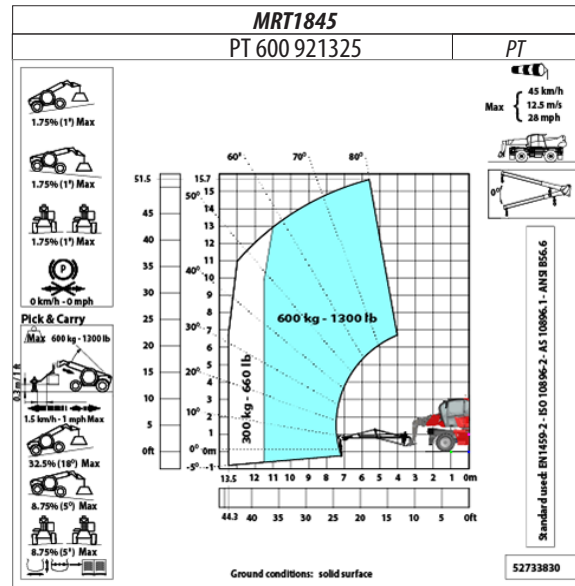 MRT1845
PT 600 921325
PT
1.75% (1°) Max
1.75% (1°) Max
1.75% (1°) Max
P
0 km/h - 0 mph
Pick & Carry
Max 600 kg - 1300 lb
0.3 m / 1 ft
1.5 km/h - 1 mph Max
32.5% (18°) Max
8.75% (5°) Max
8.75% (5°) Max
Max
45 km/h
12.5 m/s
28 mph
0°
Standard used: EN1459-2 - ISO 10896-2 - AS 10896.1 - ANSI B56.6
60° 70° 80°
51.5 15.7
50°
15
45 14
13
40 12
40° 11
35 10
30 9
30° 8
25 7
6
20 20° 5
15 4
3
10 10° 2
5 1
0ft 0° 0m
-5° -1
600 kg - 1300 lb
300 kg - 660 lb
13.5 12 11 10 9 8 7 6 5 4 3 2 1 0m
44.3 40 35 30 25 20 15 10 5 0ft
Ground conditions: solid surface
52733830